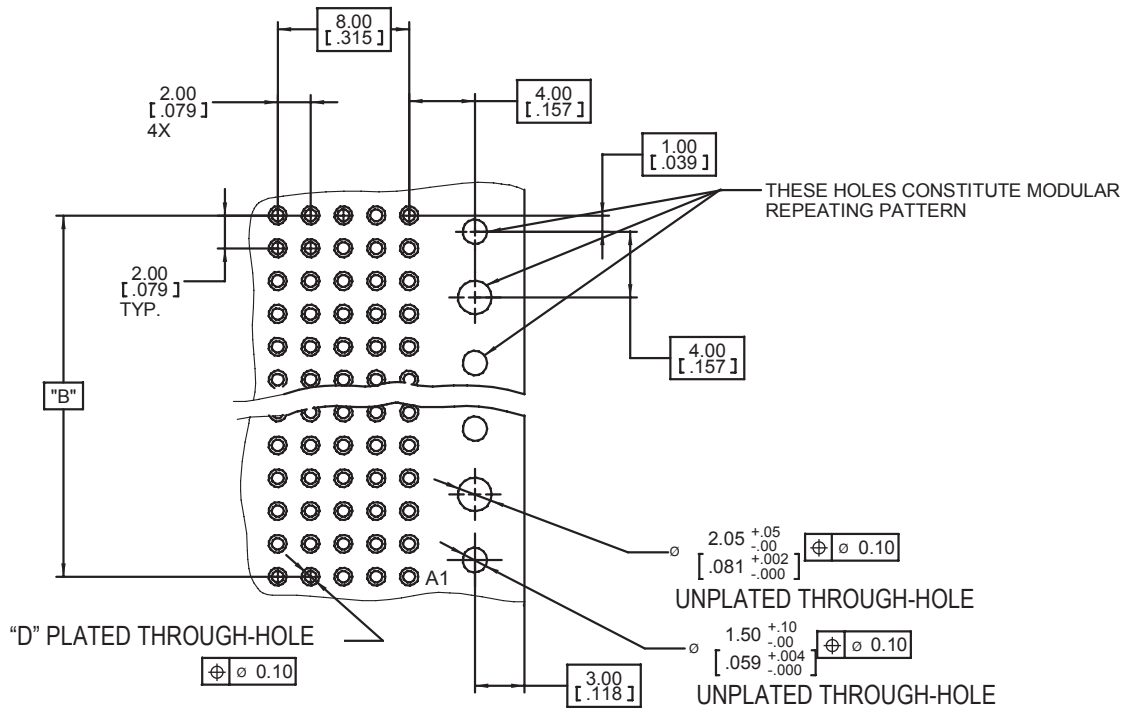 8.00
[ .315 ]
2.00
[ .079 ]
4X
4.00
[ .157 ]
1.00
[ .039 ]
THESE HOLES CONSTITUTE MODULAR
REPEATING PATTERN
2.00
[ .079 ]
TYP.
4.00
[ .157 ]
"B"
A1
ø 2.05 +.05 -.00
[ .081 +.002 -.000 ]
⌖ ø 0.10
UNPLATED THROUGH-HOLE
“D” PLATED THROUGH-HOLE
⌖ ø 0.10
ø 1.50 +.10 -.00
[ .059 +.004 -.000 ]
⌖ ø 0.10
UNPLATED THROUGH-HOLE
3.00
[ .118 ]